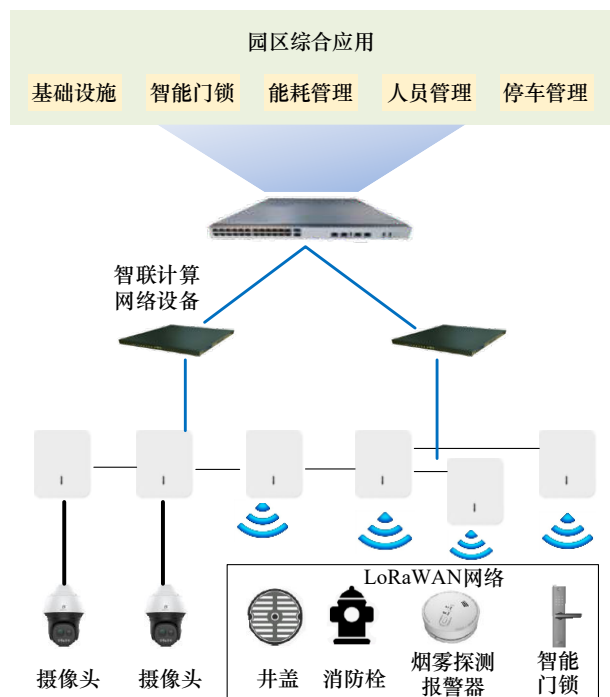 园区综合应用
基础设施 智能门锁 能耗管理 人员管理 停车管理
智联计算
网络设备
LoRaWAN网络
摄像头 摄像头 井盖 消防栓 烟雾探测
报警器 智能
门锁